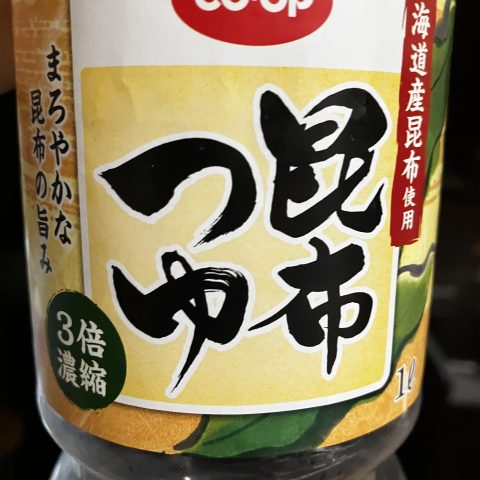 CO·OP
北海道産昆布使用
昆布
つゆ
まろやかな
昆布の旨み
3倍
濃縮
1ℓ